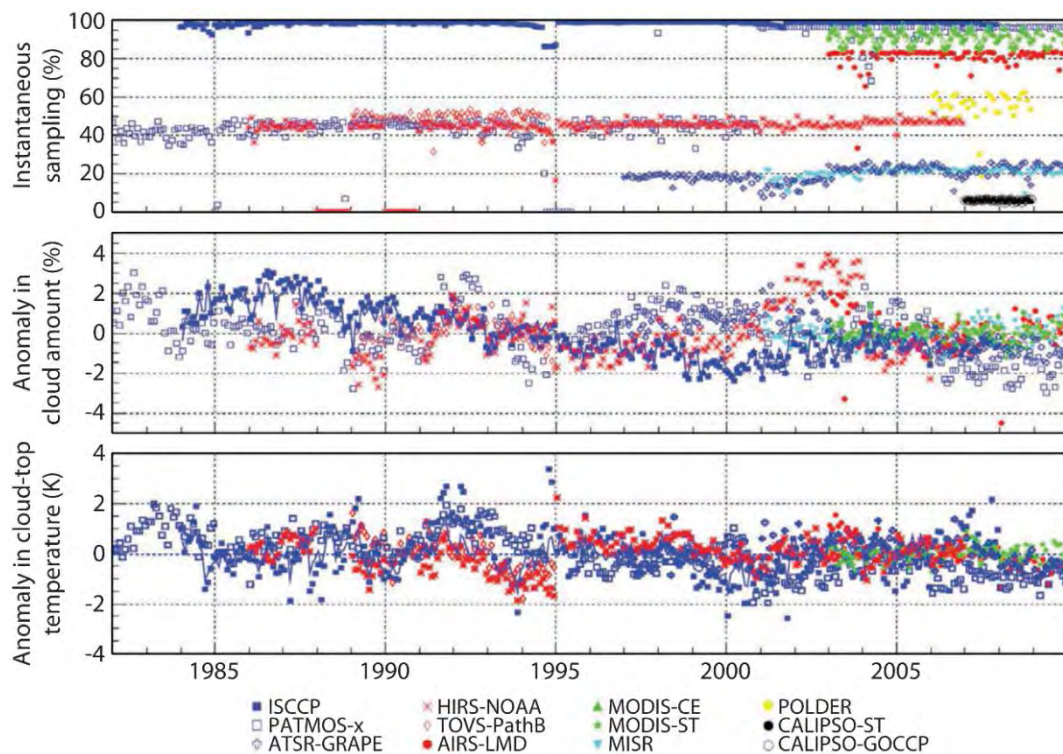 Instantaneous
sampling (%)
100
80
60
40
20
0
Anomaly in
cloud amount (%)
4
2
0
-2
-4
Anomaly in cloud-top
temperature (K)
4
2
0
-2
-4
1985 1990 1995 2000 2005
ISCCP HIRS-NOAA MODIS-CE POLDER
PATMOS-x TOVS-PathB MODIS-ST CALIPSO-ST
ATSR-GRAPE AIRS-LMD MISR CALIPSO-GOCCP